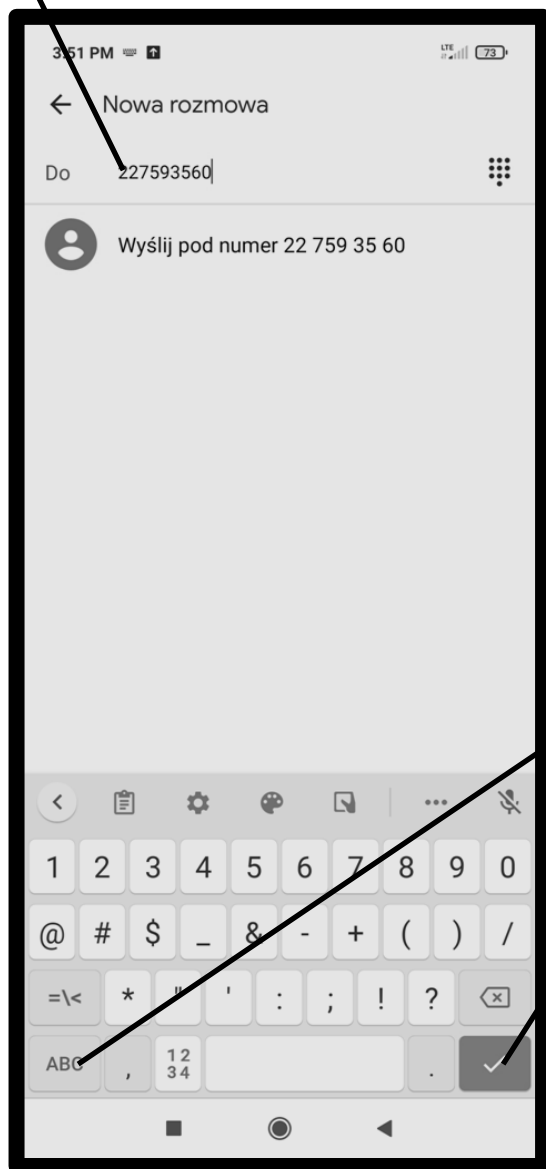 3:51 PM LTE 73
Nowa rozmowa
Do 227593560
Wyślij pod numer 22 759 35 60
1 2 3 4 5 6 7 8 9 0
@ # $ _ & - + ( ) /
=\< * " ' : ; ! ?
ABC , 12 .
34